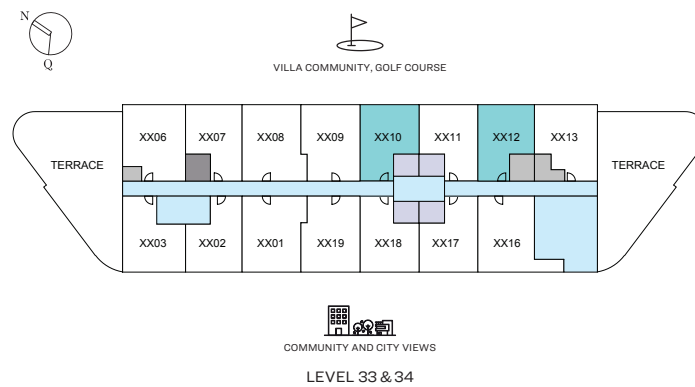 N
Q
VILLA COMMUNITY, GOLF COURSE
XX06 XX07 XX08 XX09 XX10 XX11 XX12 XX13
TERRACE TERRACE
XX03 XX02 XX01 XX19 XX18 XX17 XX16
COMMUNITY AND CITY VIEWS
LEVEL 33 & 34